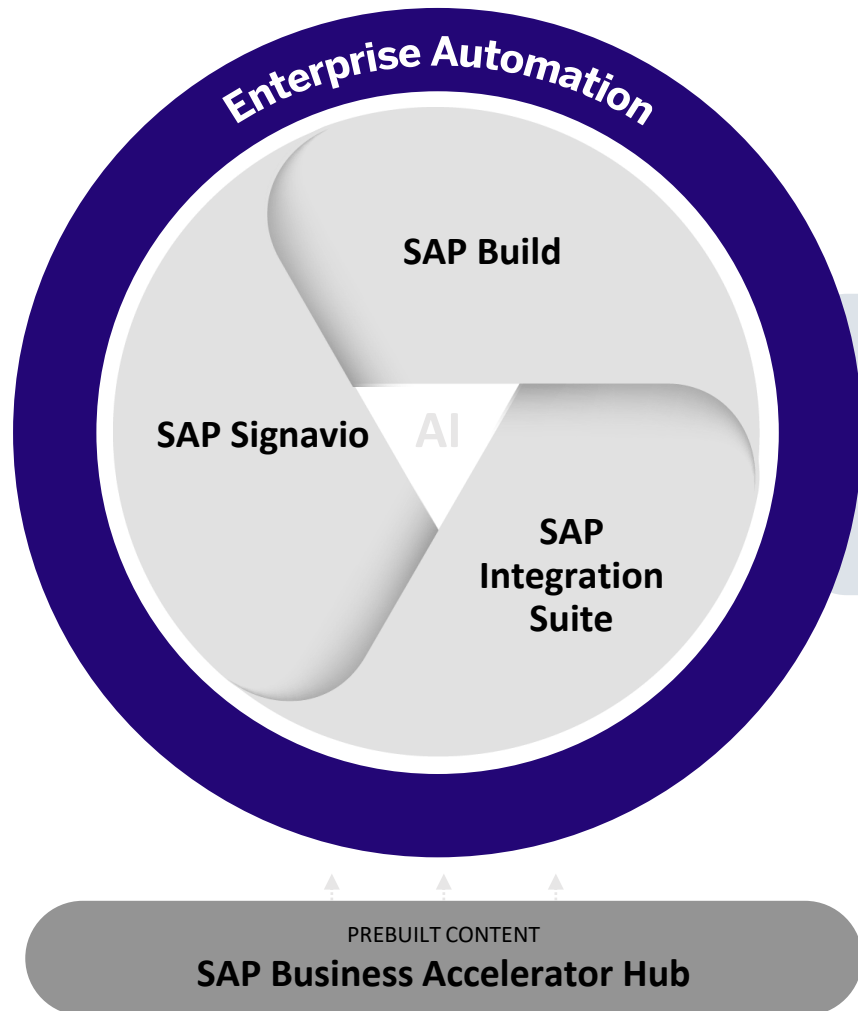 Enterprise Automation
SAP Build
SAP Signavio
AI
SAP
Integration
Suite
PREBUILT CONTENT
SAP Business Accelerator Hub